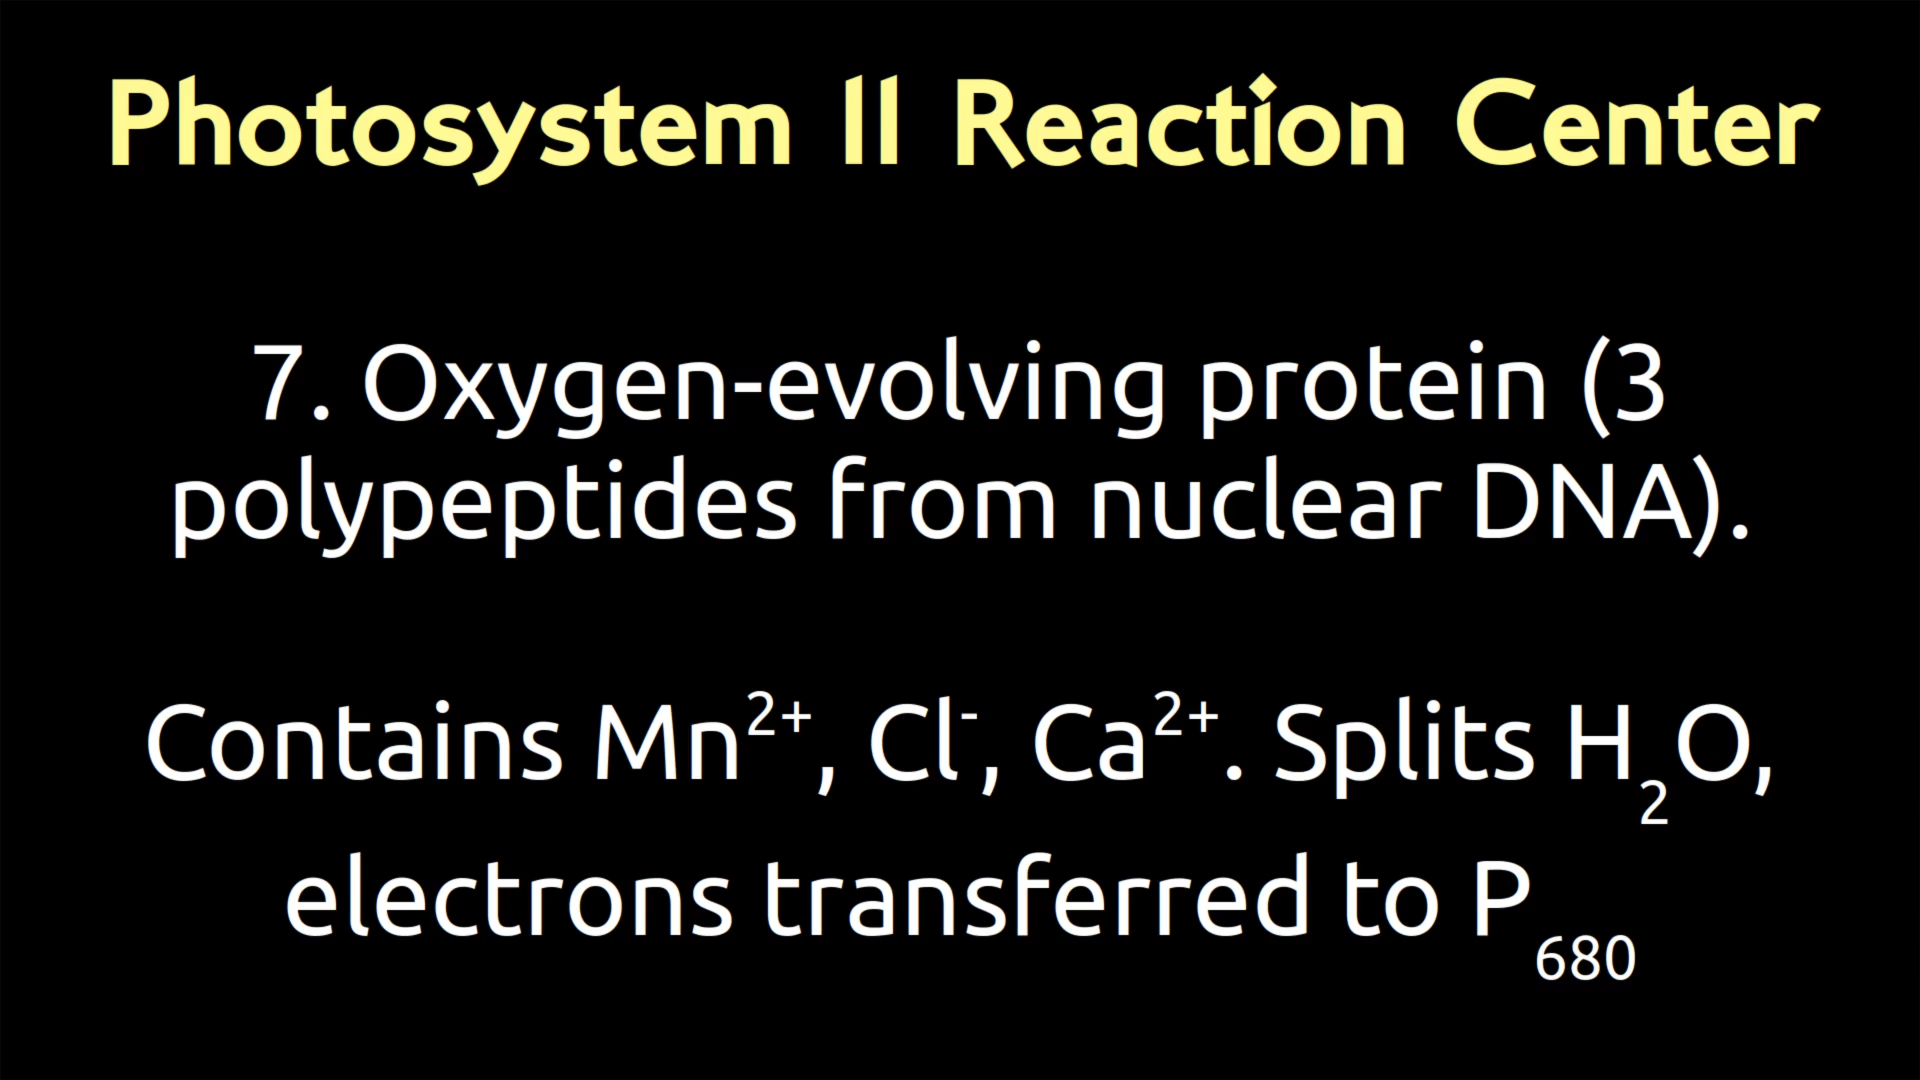 Photosystem II Reaction Center
7. Oxygen-evolving protein (3
polypeptides from nuclear DNA).
Contains Mn²⁺, Cl⁻, Ca²⁺. Splits H₂O,
electrons transferred to P₆₈₀